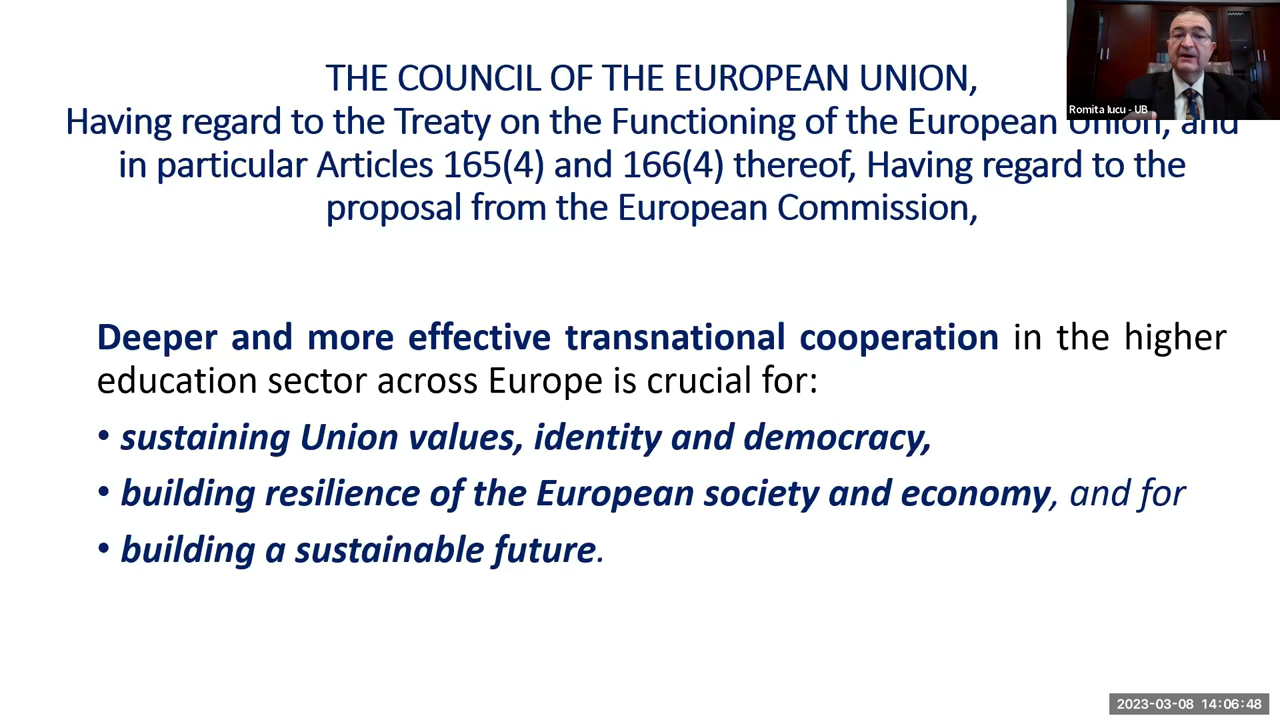 THE COUNCIL OF THE EUROPEAN UNION,
Having regard to the Treaty on the Functioning of the European Union, and
in particular Articles 165(4) and 166(4) thereof, Having regard to the
proposal from the European Commission,
Romita Iucu - UB
Deeper and more effective transnational cooperation in the higher
education sector across Europe is crucial for:
• sustaining Union values, identity and democracy,
• building resilience of the European society and economy, and for
• building a sustainable future.
2023-03-08 14:06:48